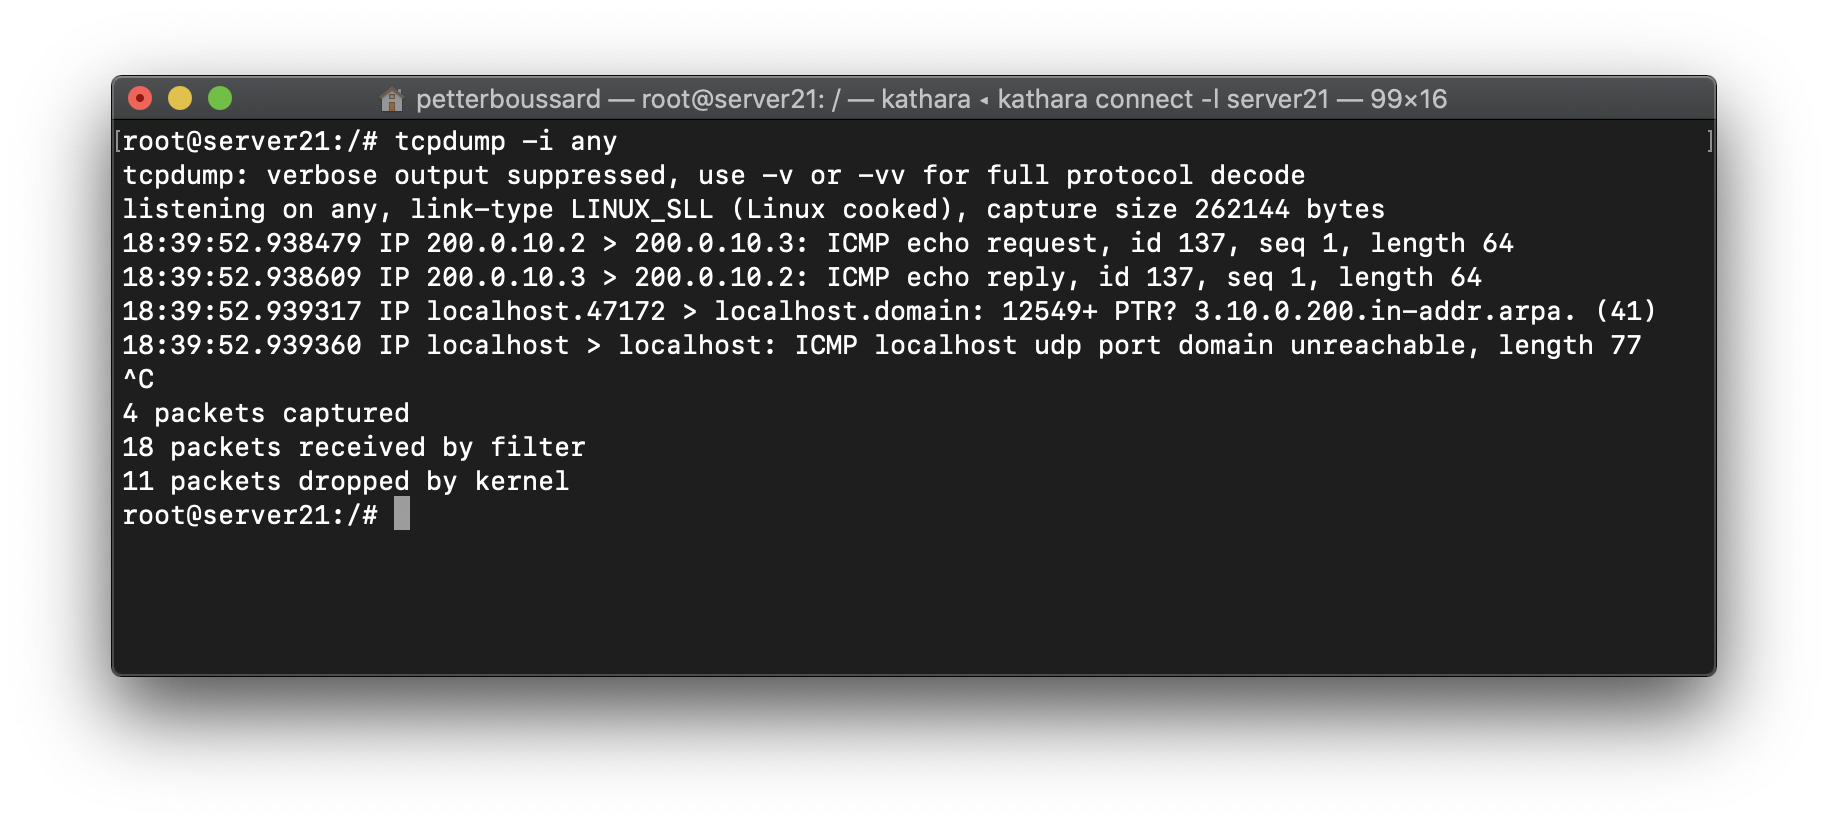 petterboussard — root@server21: / — kathara ◂ kathara connect -l server21 — 99×16
[root@server21:/# tcpdump -i any ]
tcpdump: verbose output suppressed, use -v or -vv for full protocol decode
listening on any, link-type LINUX_SLL (Linux cooked), capture size 262144 bytes
18:39:52.938479 IP 200.0.10.2 > 200.0.10.3: ICMP echo request, id 137, seq 1, length 64
18:39:52.938609 IP 200.0.10.3 > 200.0.10.2: ICMP echo reply, id 137, seq 1, length 64
18:39:52.939317 IP localhost.47172 > localhost.domain: 12549+ PTR? 3.10.0.200.in-addr.arpa. (41)
18:39:52.939360 IP localhost > localhost: ICMP localhost udp port domain unreachable, length 77
^C
4 packets captured
18 packets received by filter
11 packets dropped by kernel
root@server21:/#